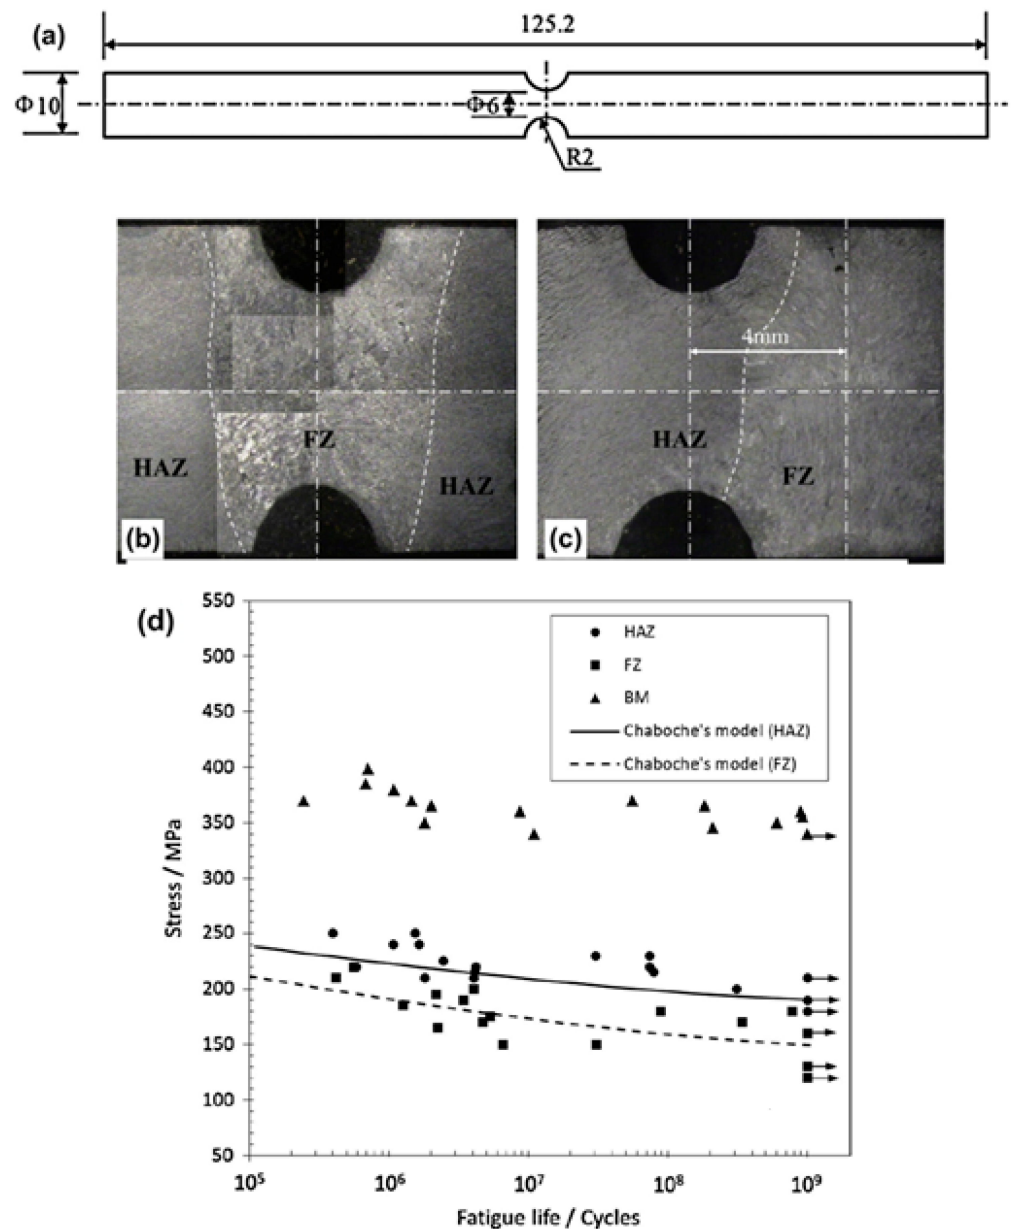 (a)
125.2
Φ10
Φ6
R2
HAZ
FZ
HAZ
(b)
4mm
HAZ
FZ
(c)
(d)
550
500
450
400
350
300
250
200
150
100
50
Stress / MPa
HAZ
FZ
BM
Chaboche's model (HAZ)
Chaboche's model (FZ)
10⁵
10⁶
10⁷
10⁸
10⁹
Fatigue life / Cycles